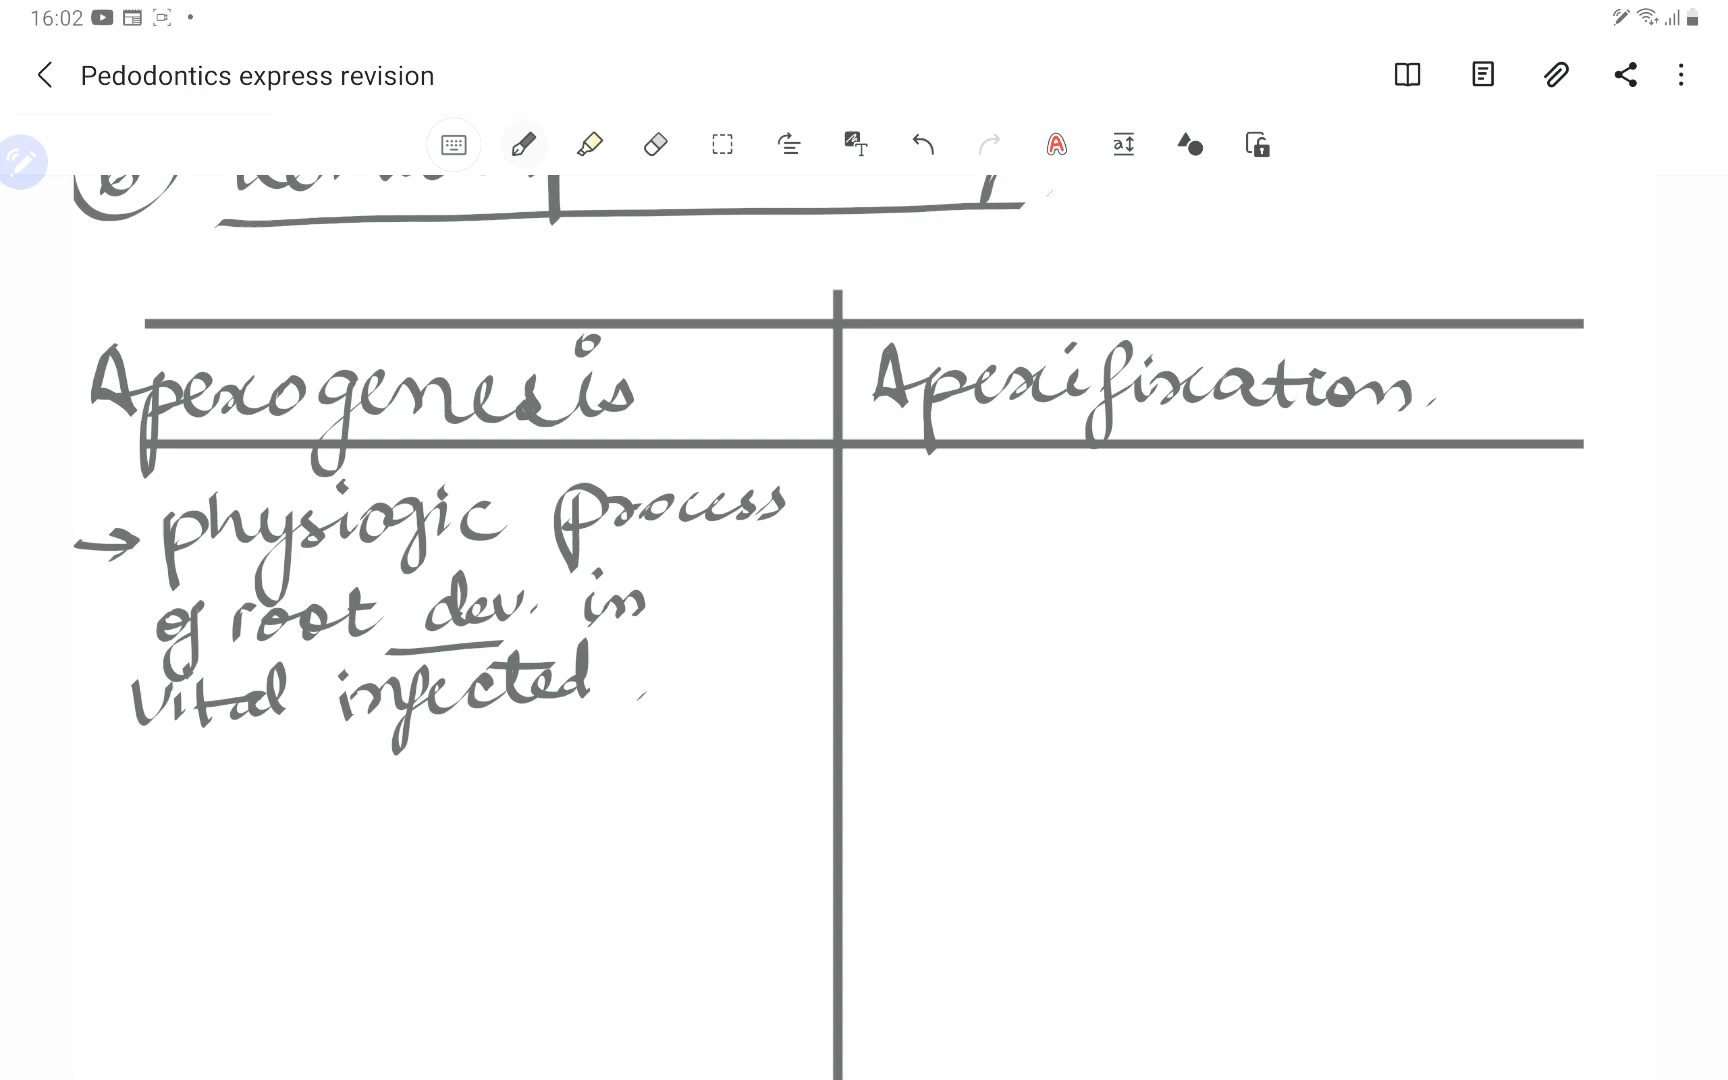 16:02
Pedodontics express revision
Apexogenesis
Apexifixation.
→ physiogic process
of root dev. in
Vital infected